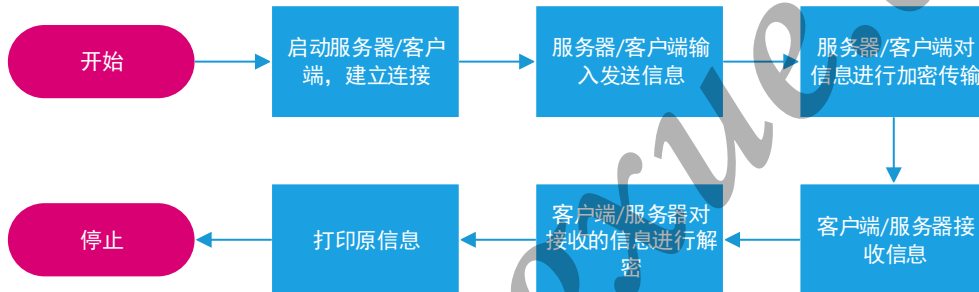 开始
启动服务器/客户
端，建立连接
服务器/客户端输
入发送信息
服务器/客户端对
信息进行加密传输
停止
打印原信息
客户端/服务器对
接收的信息进行解
密
客户端/服务器接
收信息